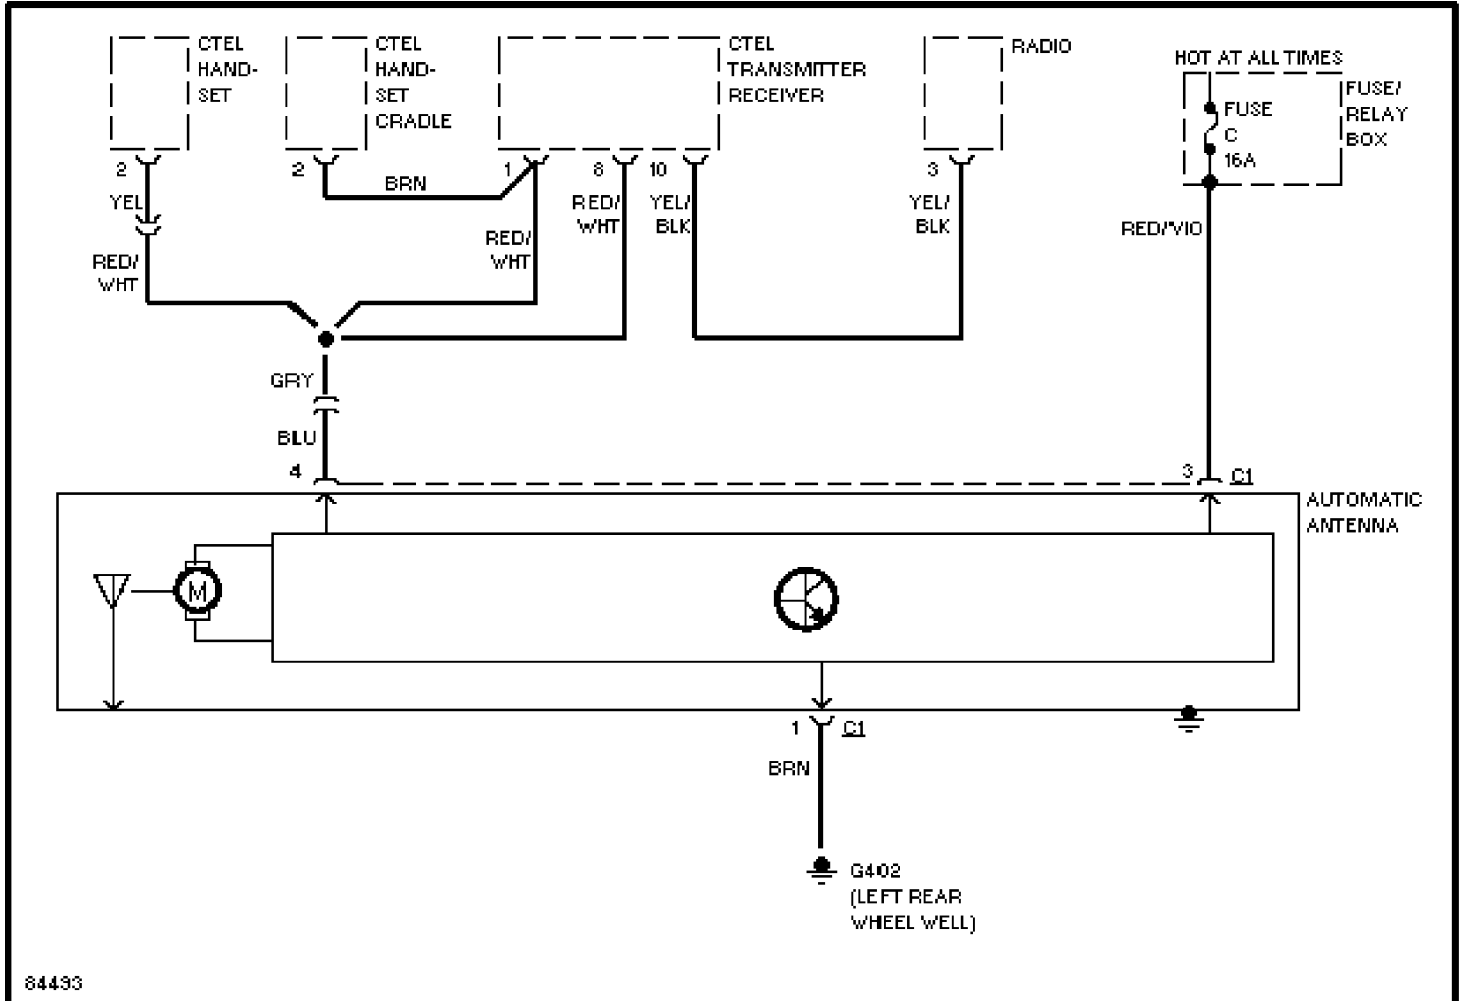 CTEL
HAND-
SET
CTEL
HAND-
SET
CRADLE
CTEL
TRANSMITTER
RECEIVER
RADIO
HOT AT ALL TIMES
FUSE/
RELAY
BOX
FUSE
C
16A
2
2
1
8
10
3
YEL
BRN
RED/
WHT
YEL/
BLK
YEL/
BLK
RED/VIO
RED/
WHT
RED/
WHT
GRY
BLU
4
3
C1
AUTOMATIC
ANTENNA
M
1
C1
BRN
G402
(LEFT REAR
WHEEL WELL)
84493